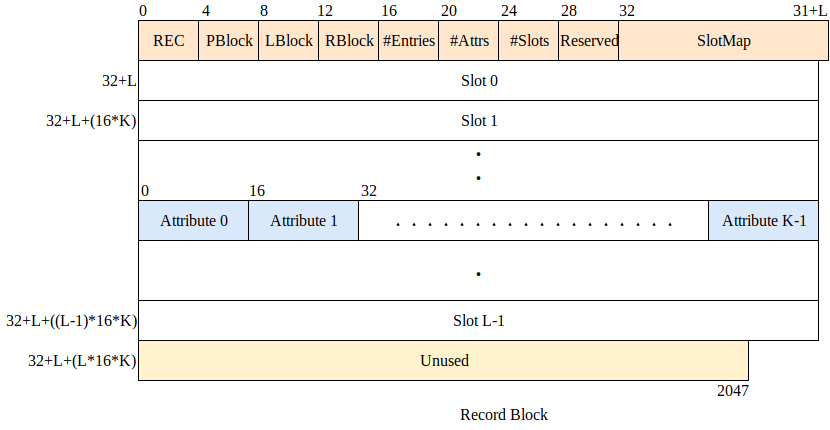 0 4 8 12 16 20 24 28 32 31+L
REC PBlock LBlock RBlock #Entries #Attrs #Slots Reserved SlotMap
32+L Slot 0
32+L+(16*K) Slot 1
0 16 32
Attribute 0 Attribute 1 . . . . . . . . . . . . . . . . . . Attribute K-1
32+L+((L-1)*16*K) Slot L-1
32+L+(L*16*K) Unused
2047
Record Block